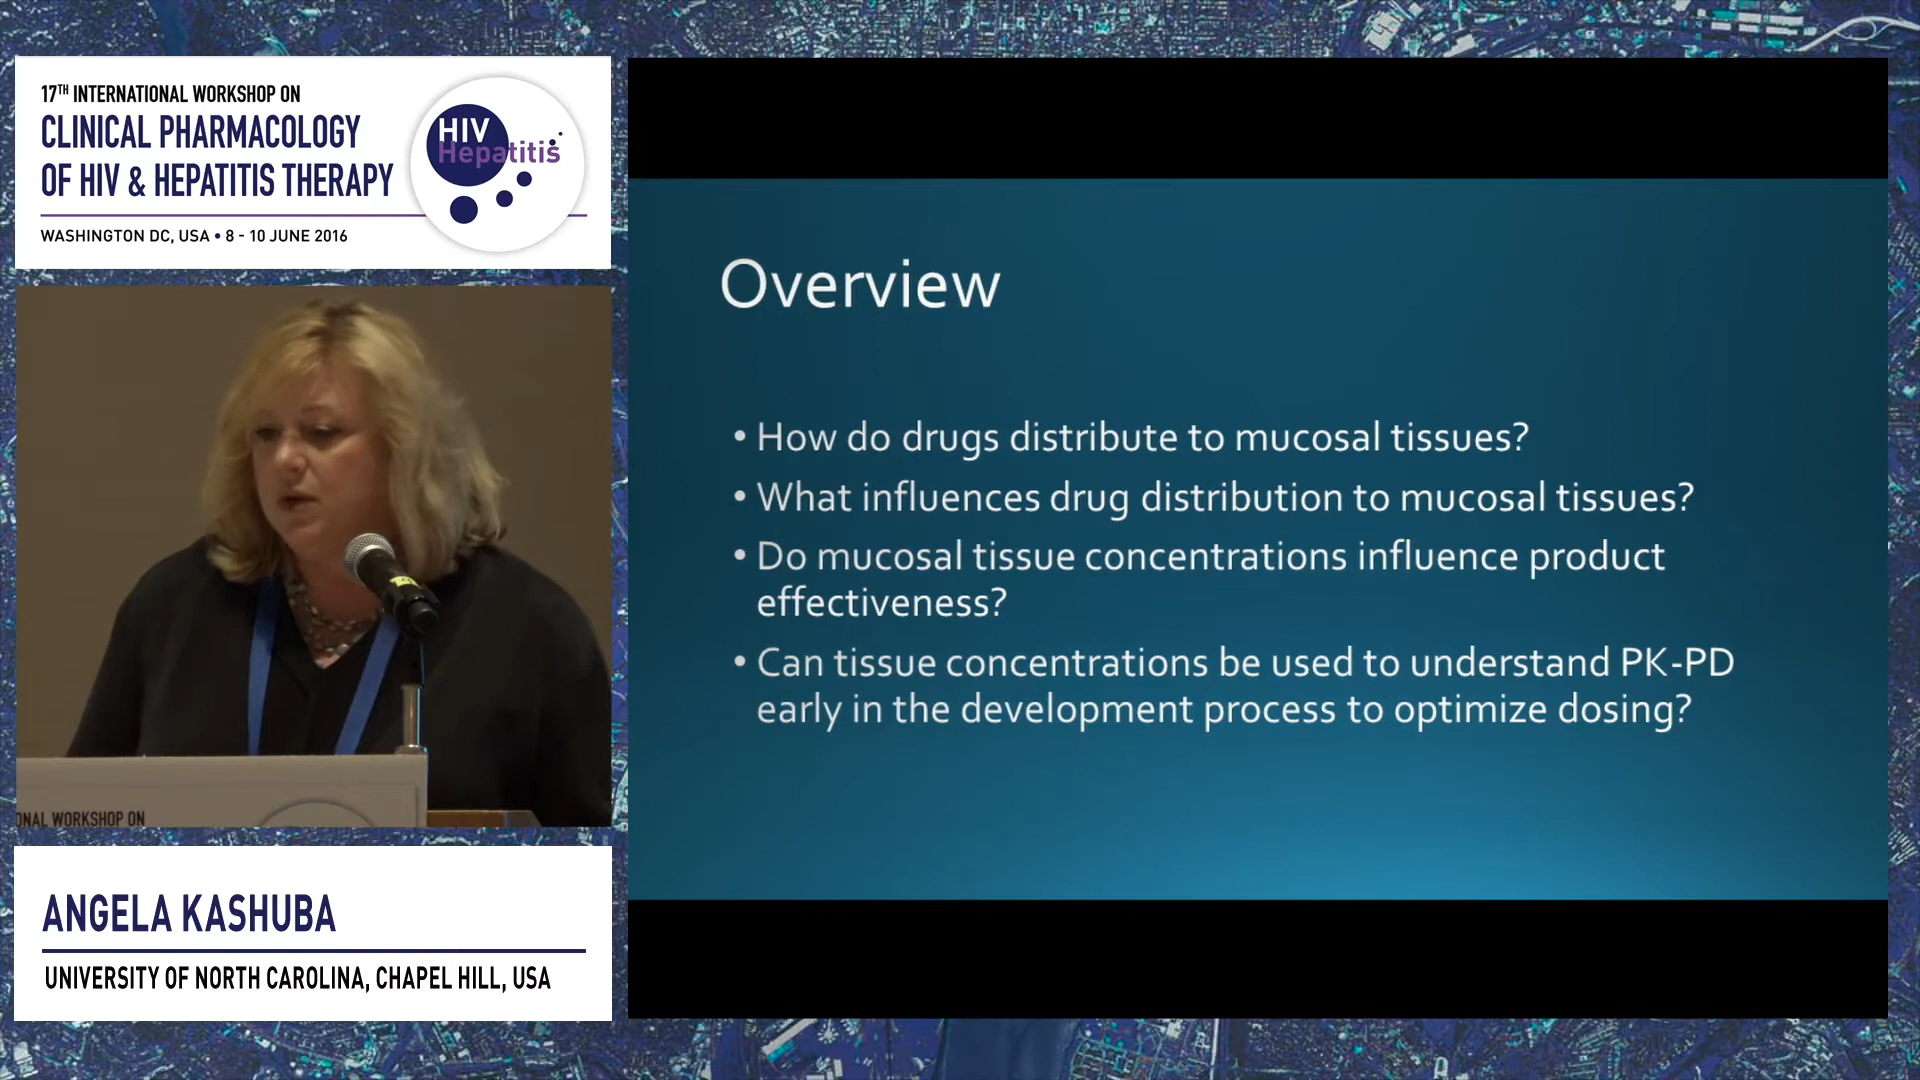 17TH INTERNATIONAL WORKSHOP ON
CLINICAL PHARMACOLOGY
OF HIV & HEPATITIS THERAPY
WASHINGTON DC, USA • 8 - 10 JUNE 2016
HIV
Hepatitis
ONAL WORKSHOP ON
ANGELA KASHUBA
UNIVERSITY OF NORTH CAROLINA, CHAPEL HILL, USA
Overview
• How do drugs distribute to mucosal tissues?
• What influences drug distribution to mucosal tissues?
• Do mucosal tissue concentrations influence product
effectiveness?
• Can tissue concentrations be used to understand PK-PD
early in the development process to optimize dosing?